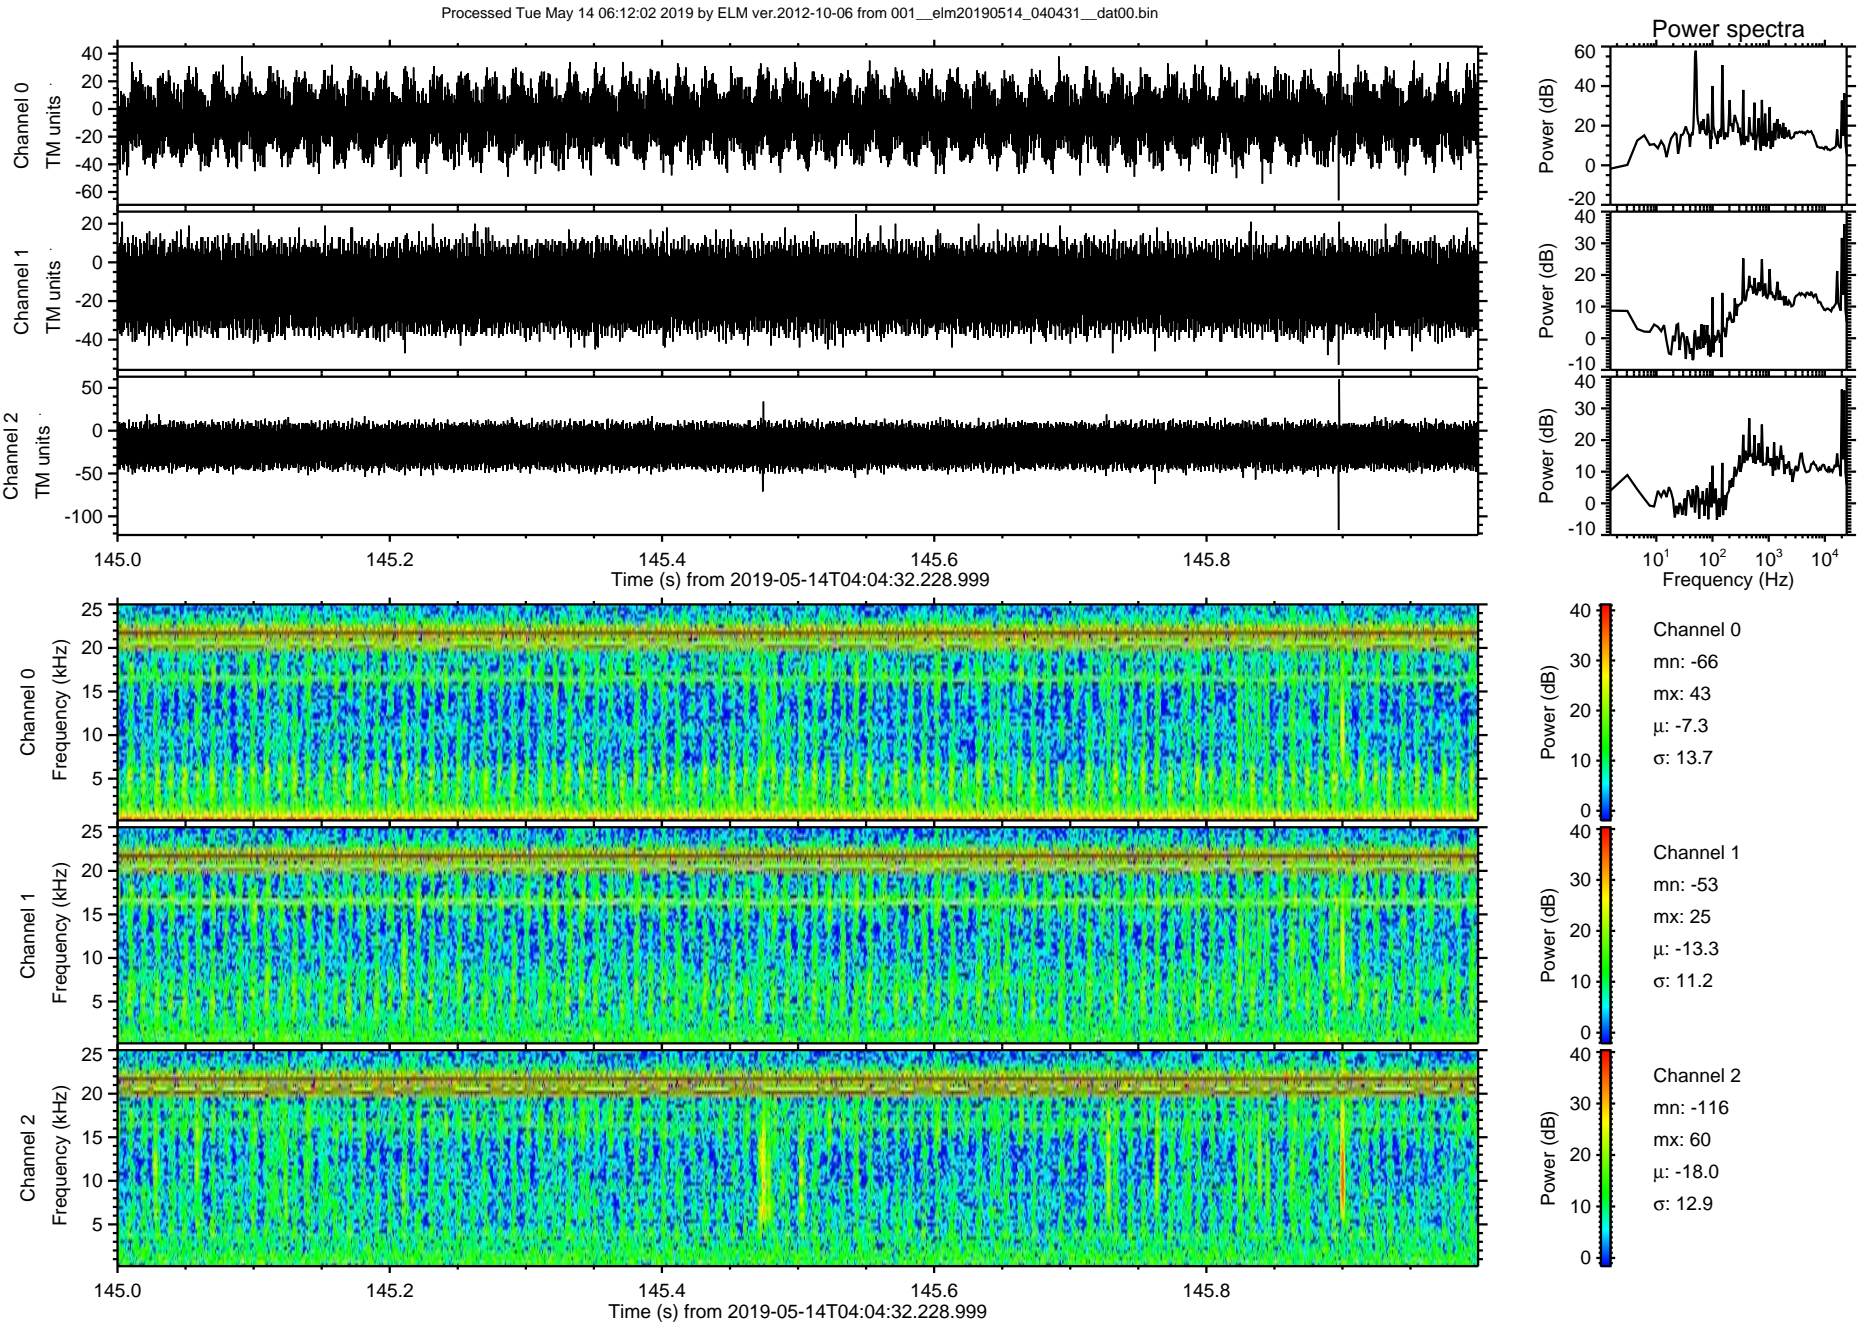 Processed Tue May 14 06:12:02 2019 by ELM ver.2012-10-06 from 001__elm20190514_040431__dat00.bin
Power spectra
Channel 0
TM units
40
20
0
-20
-40
-60
Power (dB)
60
40
20
0
-20
Channel 1
TM units
20
0
-20
-40
Power (dB)
40
30
20
10
0
-10
Channel 2
TM units
50
0
-50
-100
Power (dB)
40
30
20
10
0
-10
145.0 145.2 145.4 145.6 145.8
Time (s) from 2019-05-14T04:04:32.228.999
10^1 10^2 10^3 10^4
Frequency (Hz)
Channel 0
Frequency (kHz)
25
20
15
10
5
Power (dB)
40
30
20
10
0
Channel 0
mn: -66
mx: 43
μ: -7.3
σ: 13.7
Channel 1
Frequency (kHz)
25
20
15
10
5
Power (dB)
40
30
20
10
0
Channel 1
mn: -53
mx: 25
μ: -13.3
σ: 11.2
Channel 2
Frequency (kHz)
25
20
15
10
5
Power (dB)
40
30
20
10
0
Channel 2
mn: -116
mx: 60
μ: -18.0
σ: 12.9
145.0 145.2 145.4 145.6 145.8
Time (s) from 2019-05-14T04:04:32.228.999